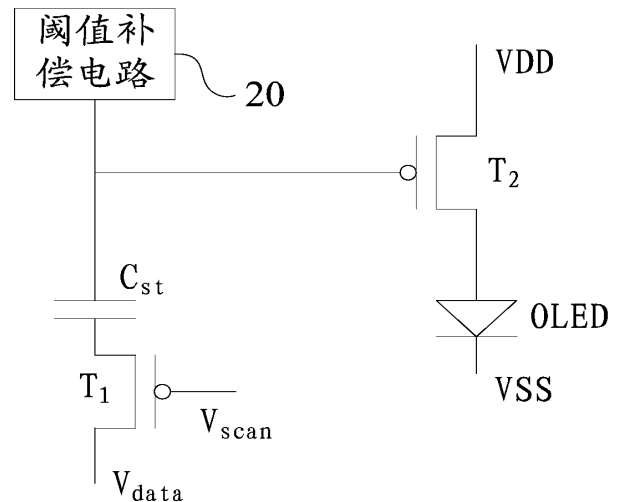 阈值补
偿电路
20
VDD
T₂
Cst
OLED
T₁
VSS
Vscan
Vdata